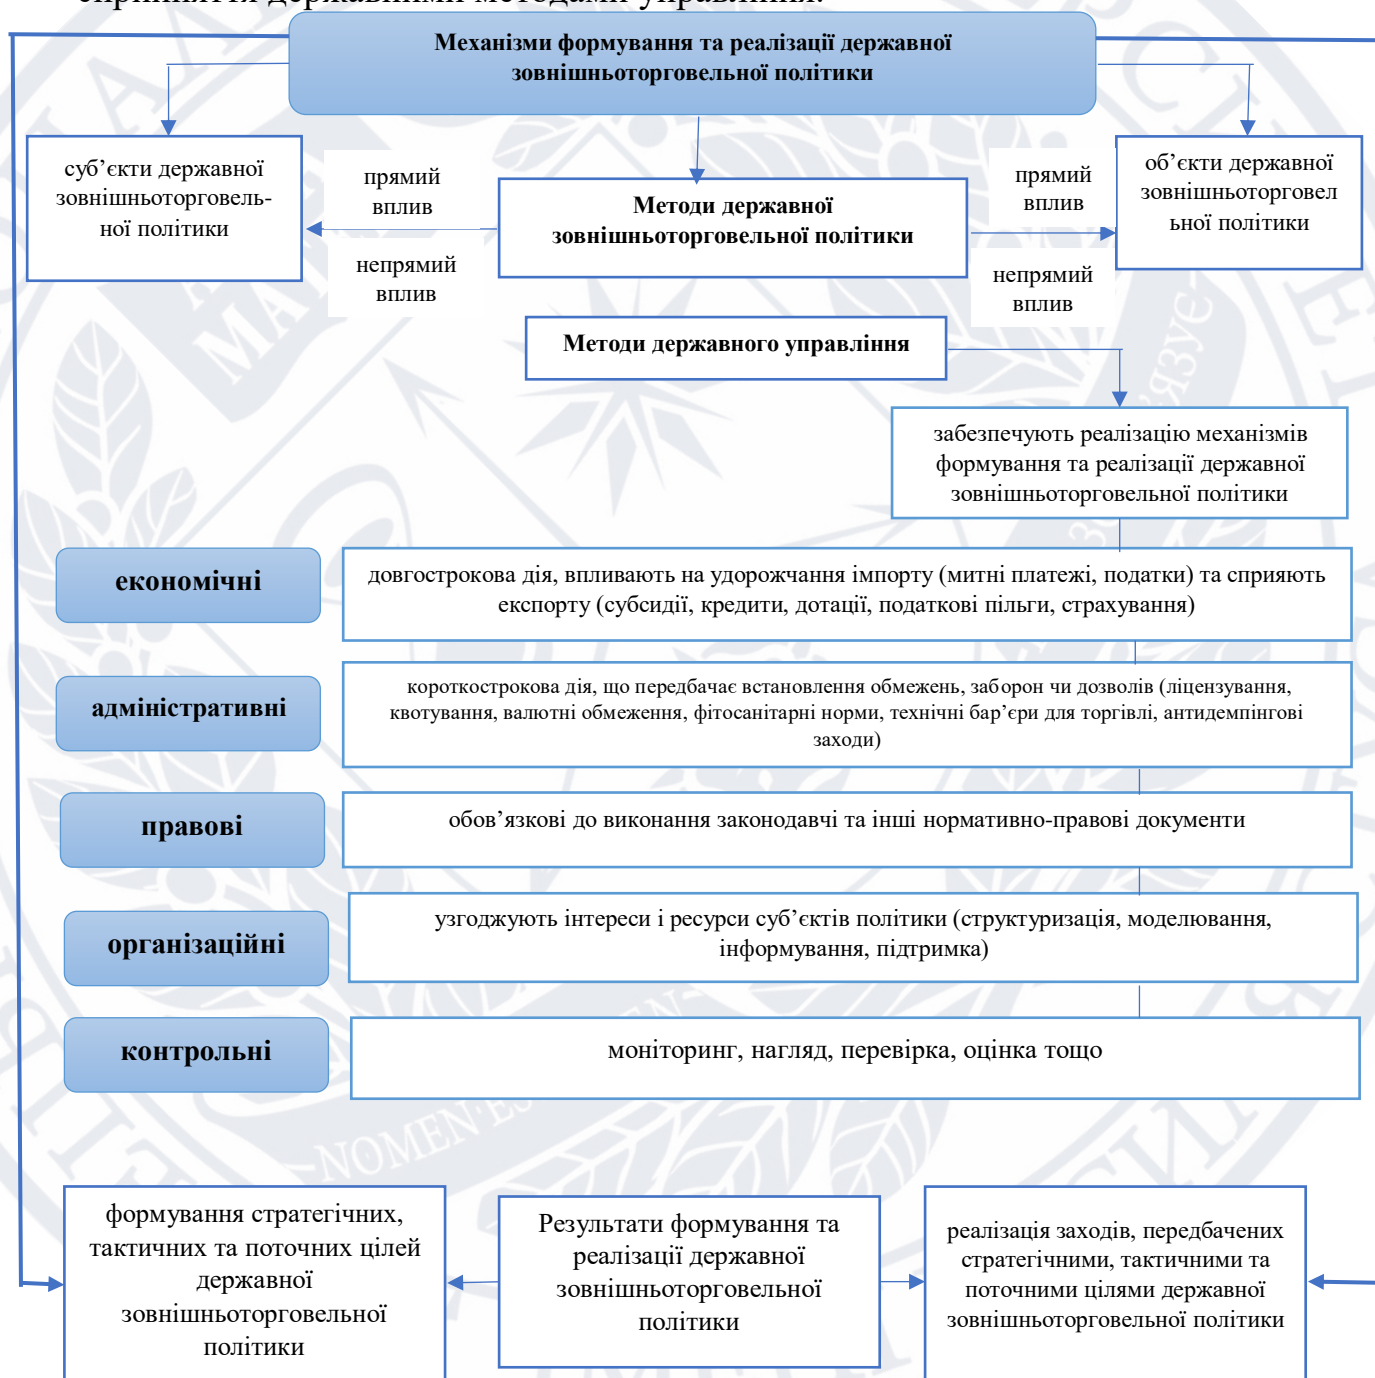 сприйняття державними методами управління.
Механізми формування та реалізації державної
зовнішньоторговельної політики
суб’єкти державної
зовнішньоторговель-
ної політики
прямий
вплив
непрямий
вплив
Методи державної
зовнішньоторговельної політики
прямий
вплив
непрямий
вплив
об’єкти державної
зовнішньоторговел
ьної політики
Методи державного управління
забезпечують реалізацію механізмів
формування та реалізації державної
зовнішньоторговельної політики
економічні
довгострокова дія, впливають на удорожчання імпорту (митні платежі, податки) та сприяють
експорту (субсидії, кредити, дотації, податкові пільги, страхування)
адміністративні
короткострокова дія, що передбачає встановлення обмежень, заборон чи дозволів (ліцензування,
квотування, валютні обмеження, фітосанітарні норми, технічні бар’єри для торгівлі, антидемпінгові
заходи)
правові
обов’язкові до виконання законодавчі та інші нормативно-правові документи
організаційні
узгоджують інтереси і ресурси суб’єктів політики (структуризація, моделювання,
інформування, підтримка)
контрольні
моніторинг, нагляд, перевірка, оцінка тощо
формування стратегічних,
тактичних та поточних цілей
державної
зовнішньоторговельної
політики
Результати формування та
реалізації державної
зовнішньоторговельної
політики
реалізація заходів, передбачених
стратегічними, тактичними та
поточними цілями державної
зовнішньоторговельної політики